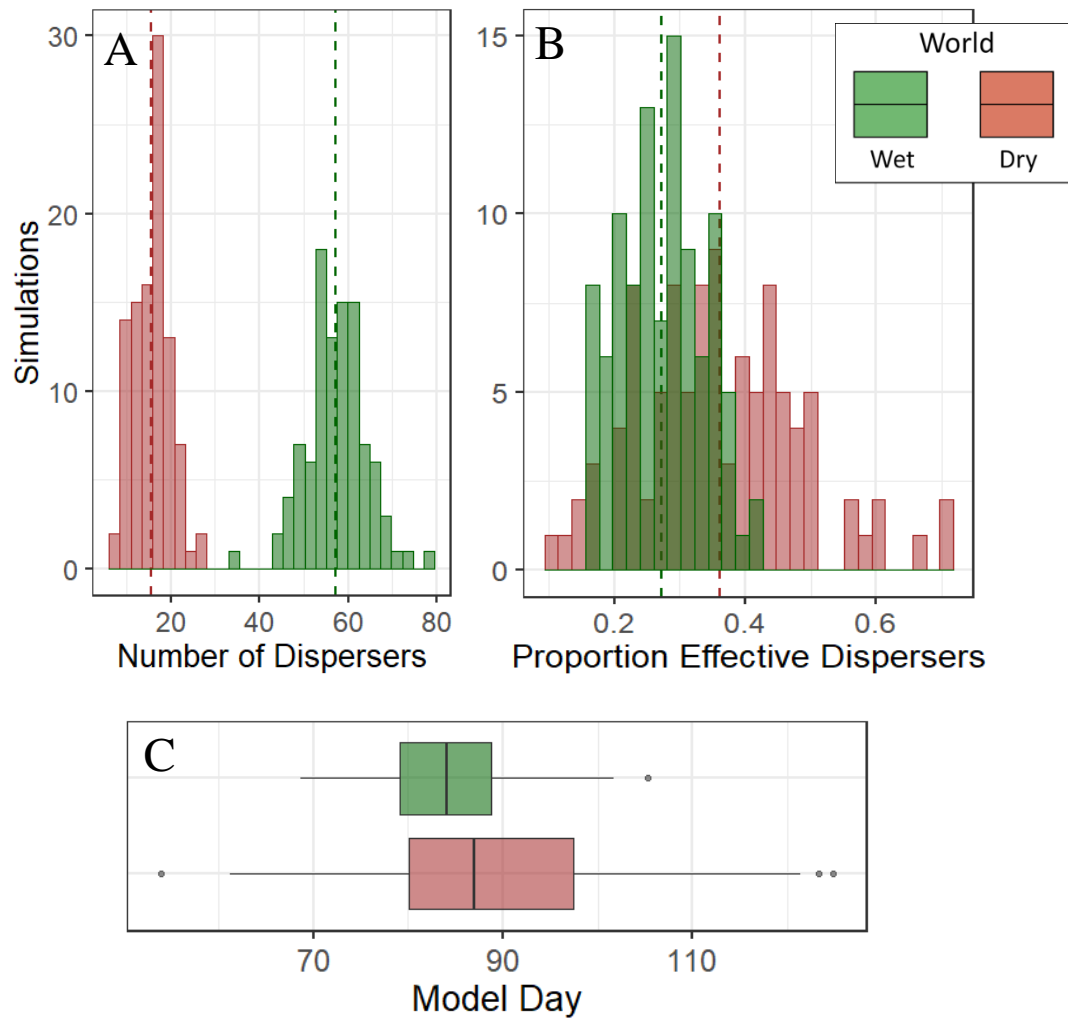 A
30
20
10
0
Simulations
20
40
60
80
Number of Dispersers
B
15
10
5
0
0.2
0.4
0.6
Proportion Effective Dispersers
World
Wet
Dry
C
70
90
110
Model Day